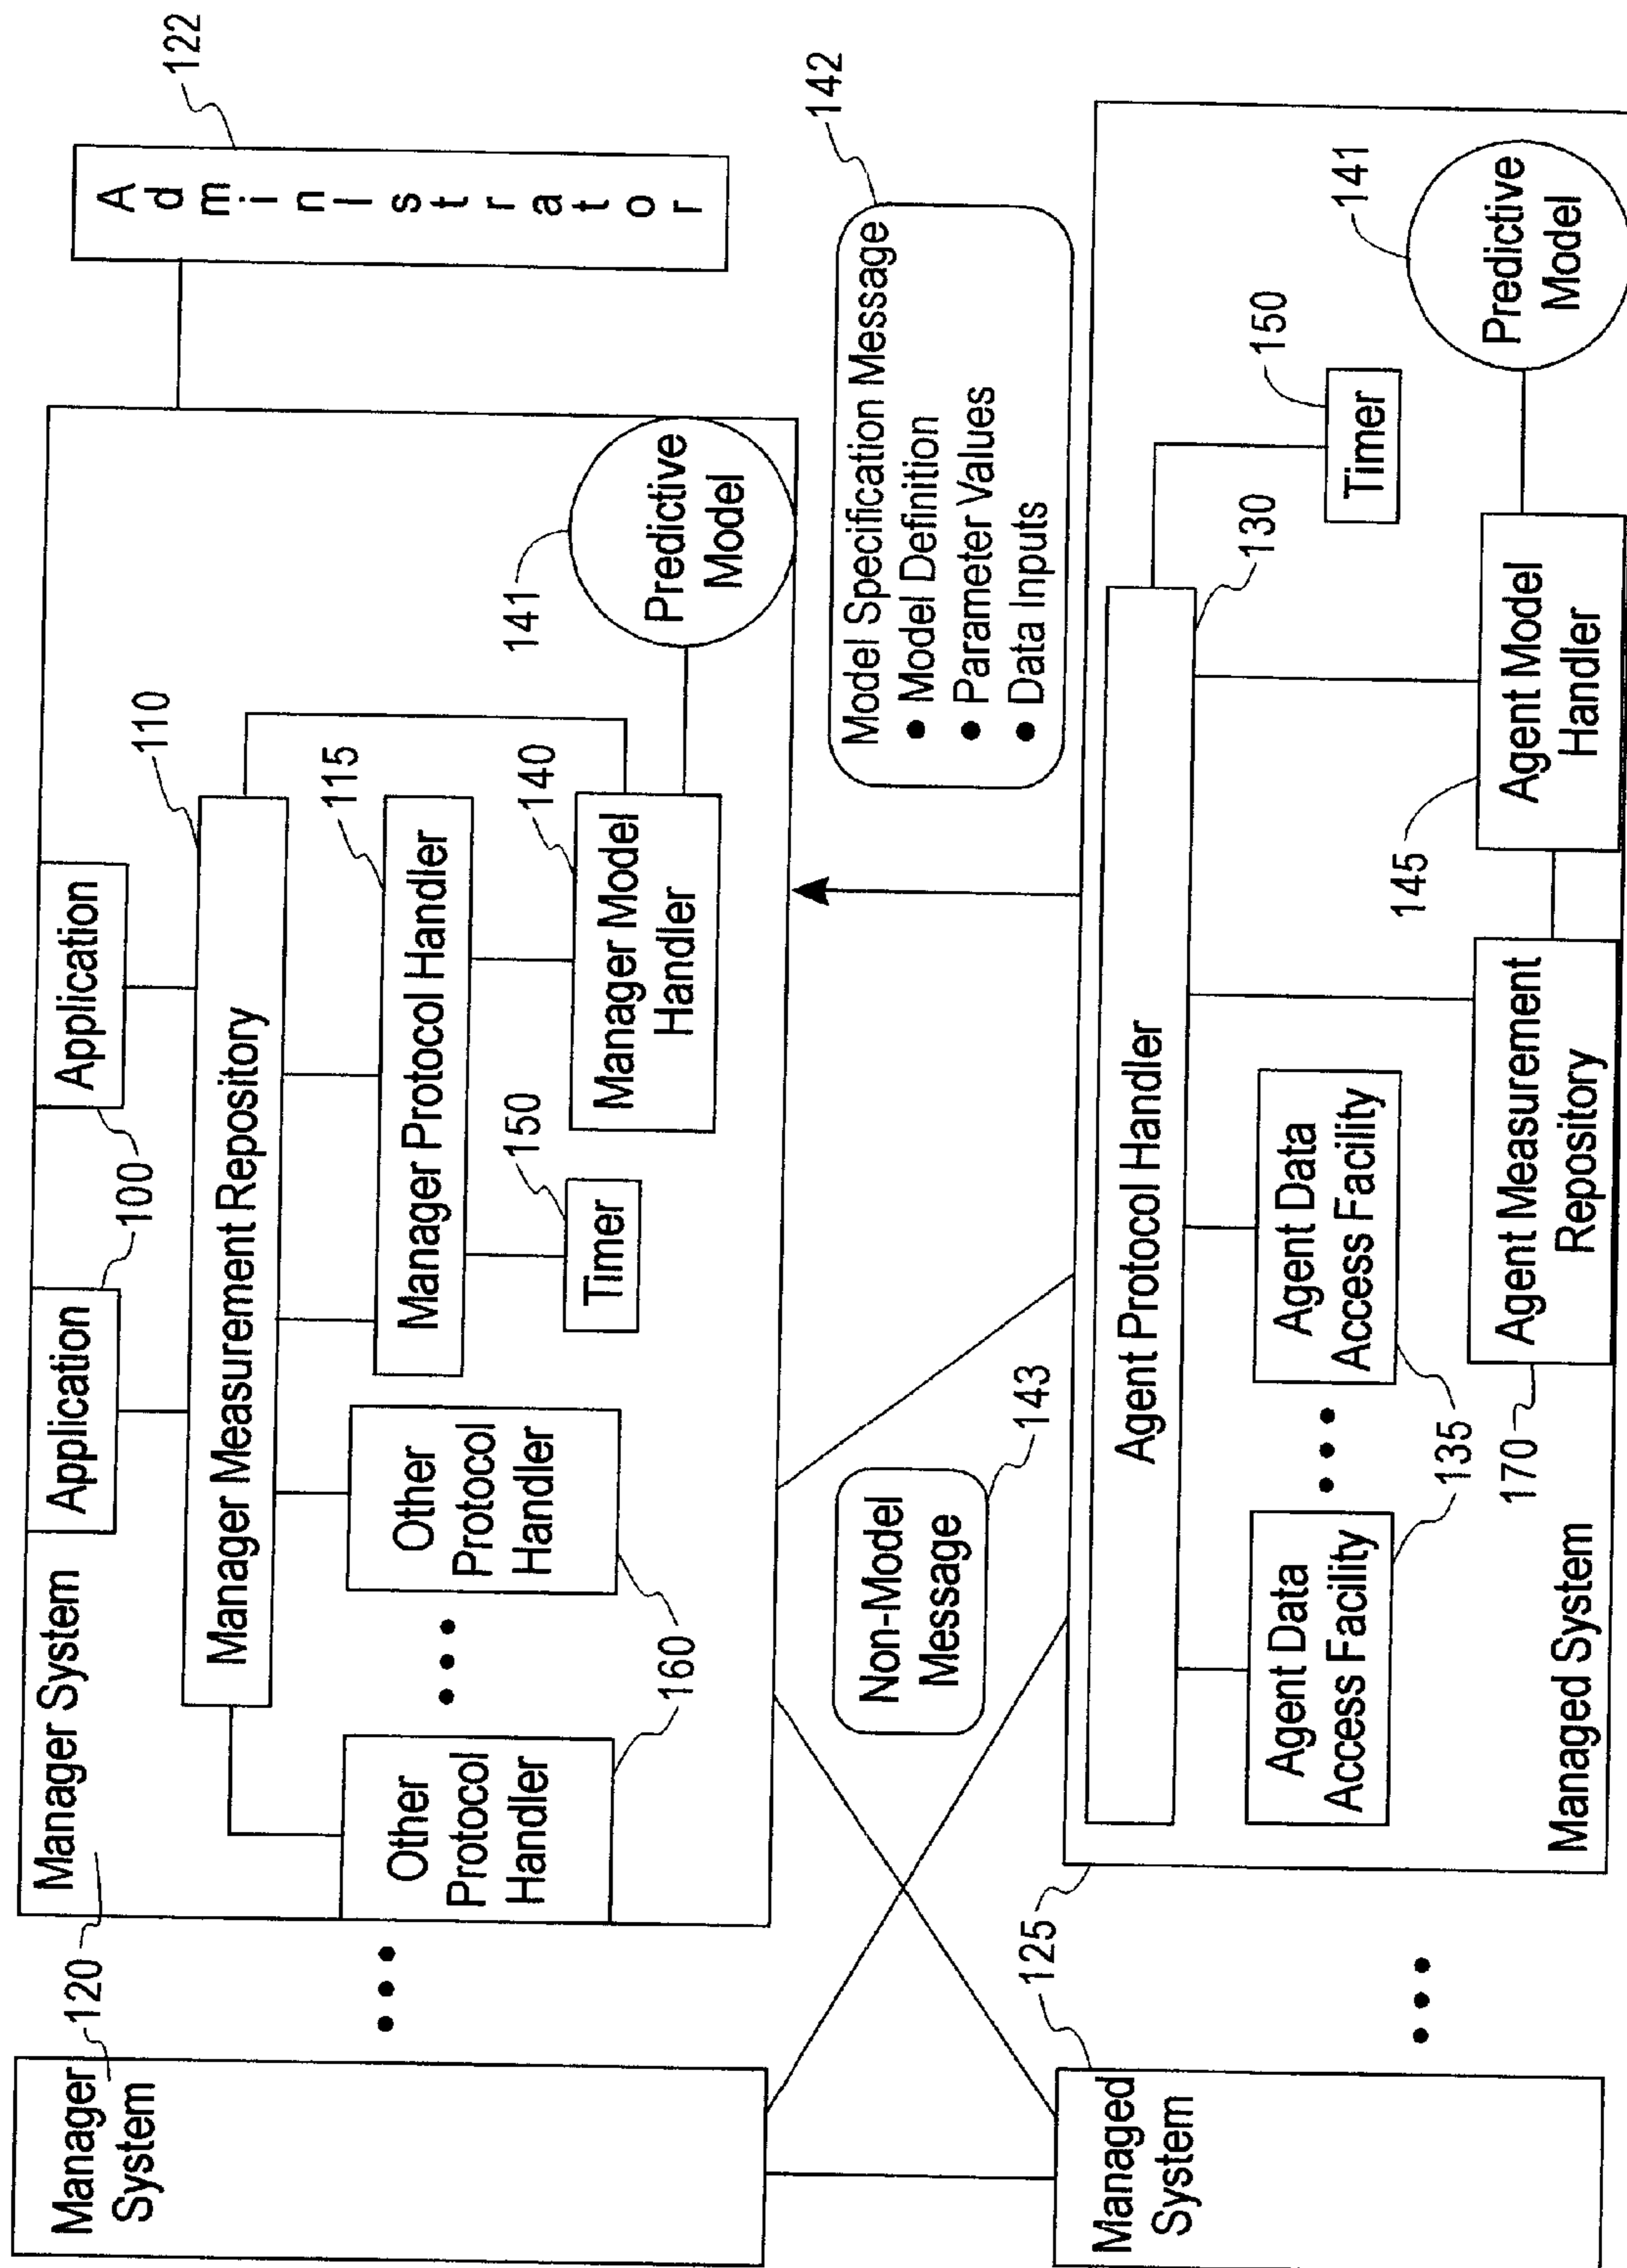 Manager
System
120
Manager System
Application
100
Application
Manager Measurement Repository
110
Manager Protocol Handler
115
Other
Protocol
Handler
Other
Protocol
Handler
160
Timer
150
Manager Model
Handler
140
Predictive
Model
141
Administrator
122
Non-Model
Message
143
Model Specification Message
• Model Definition
• Parameter Values
• Data Inputs
142
Managed
System
125
Agent Protocol Handler
130
Timer
150
Agent Data
Access Facility
Agent Data
Access Facility
135
Agent Measurement
Repository
170
Agent Model
Handler
145
Predictive
Model
141
Managed System